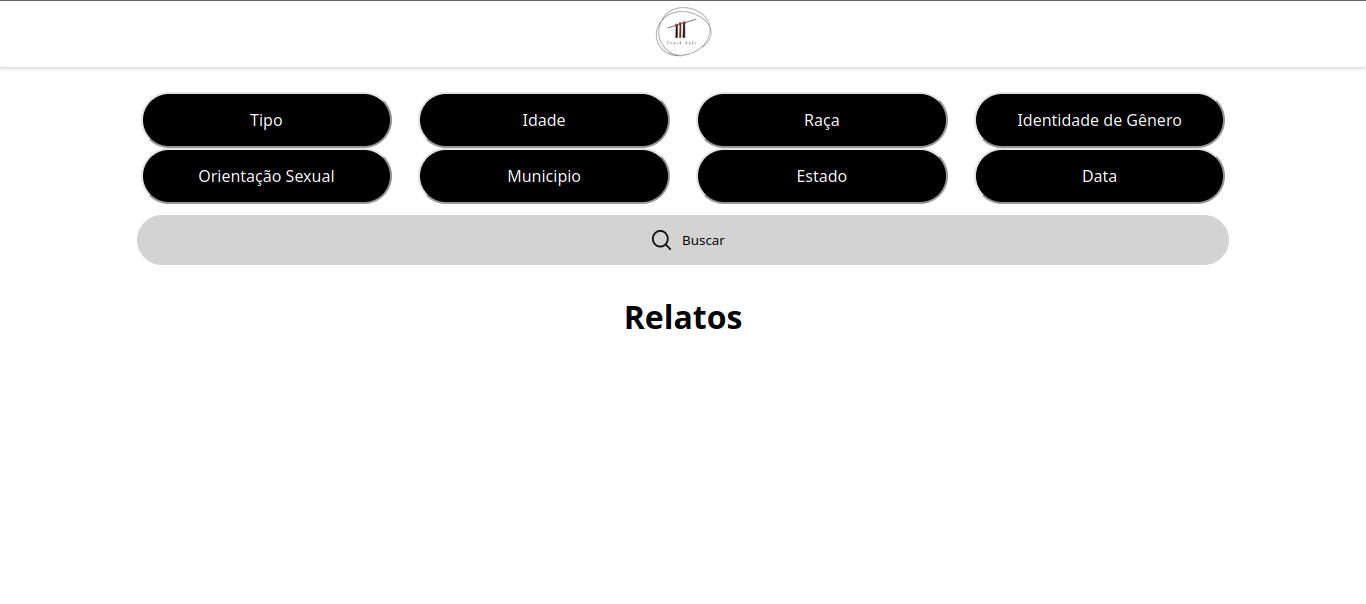 Track Safe
Tipo Idade Raça Identidade de Gênero
Orientação Sexual Municipio Estado Data
Buscar
Relatos